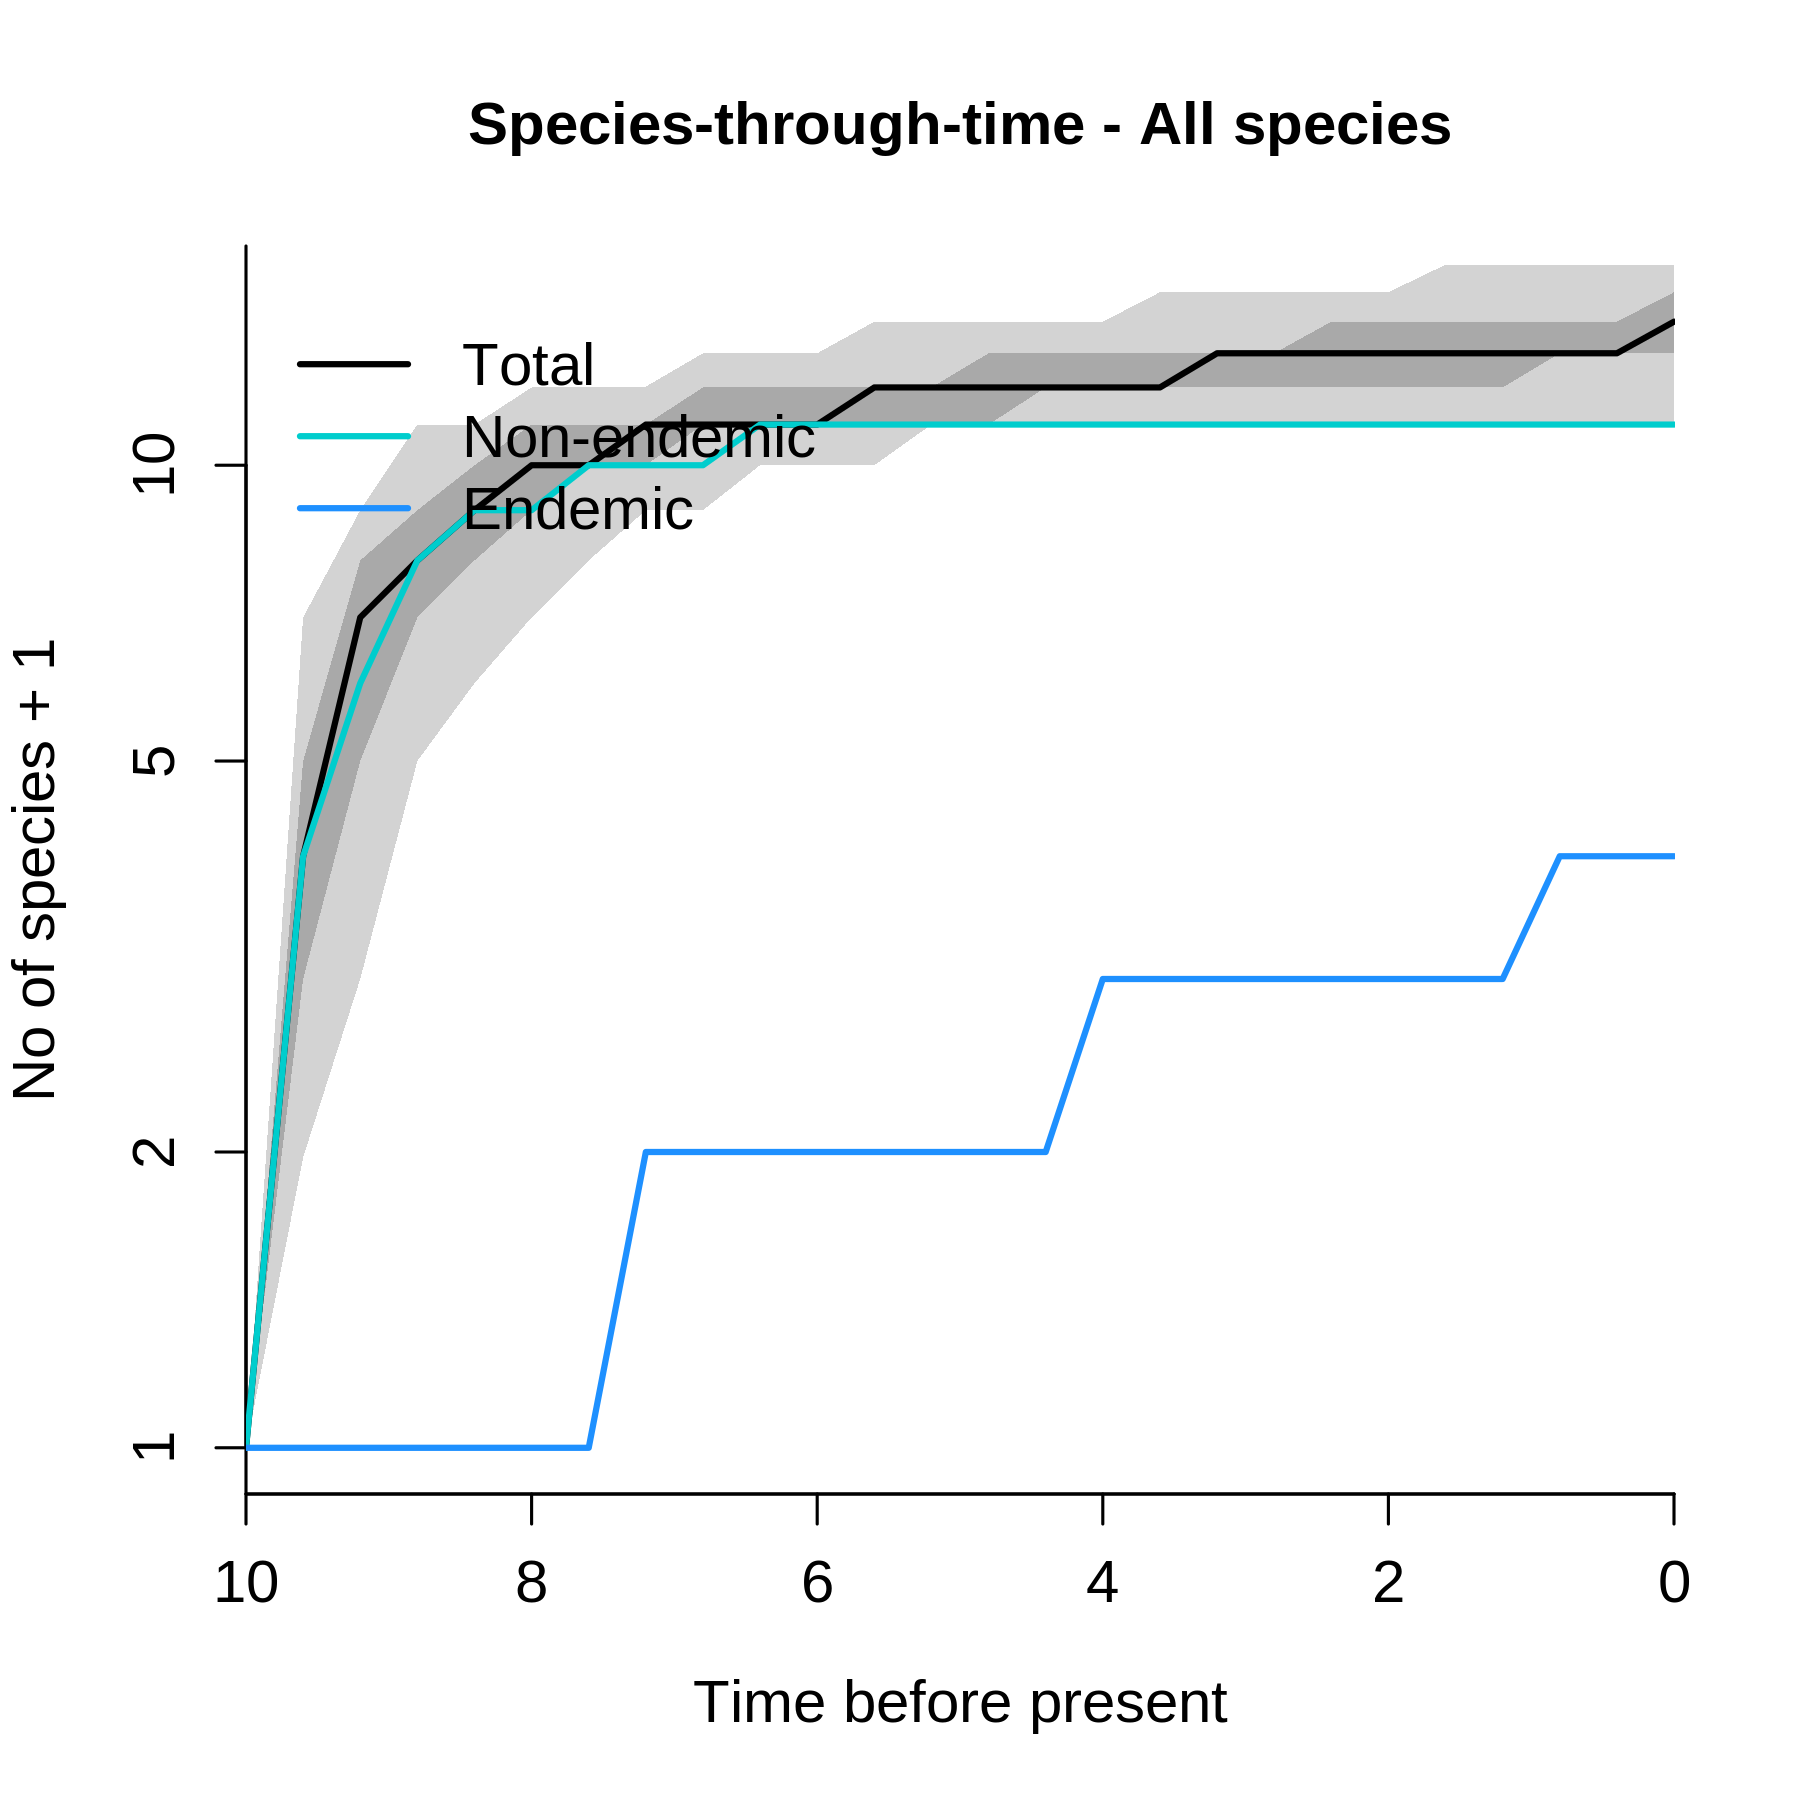 Species-through-time - All species
Total
Non-endemic
Endemic
No of species + 1
10
5
2
1
10 8 6 4 2 0
Time before present